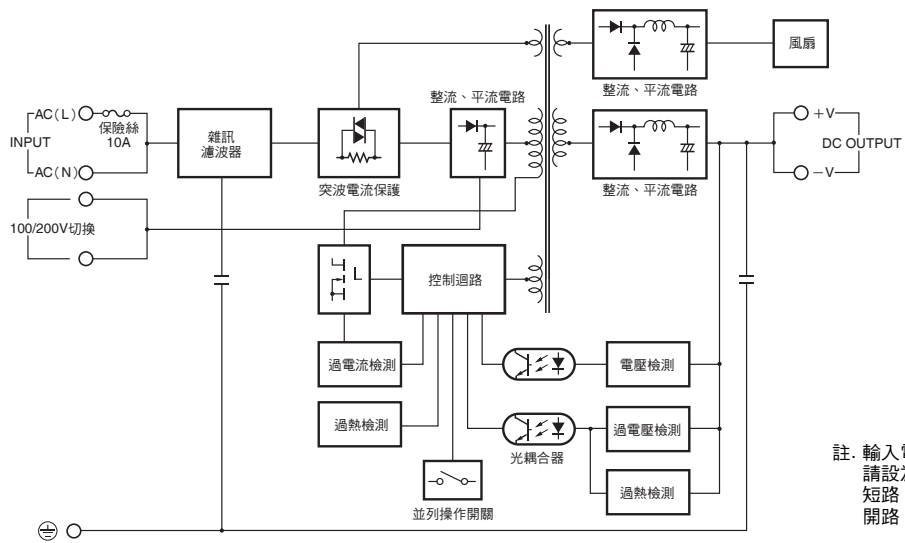 風扇
整流、平流電路
整流、平流電路
AC(L)
保險絲
10A
INPUT
AC(N)
雜訊
濾波器
突波電流保護
整流、平流電路
+V
DC OUTPUT
−V
100/200V切換
控制迴路
過電流檢測
電壓檢測
過熱檢測
過電壓檢測
光耦合器
過熱檢測
並列操作開關
註. 輸入
請設
短路
開路